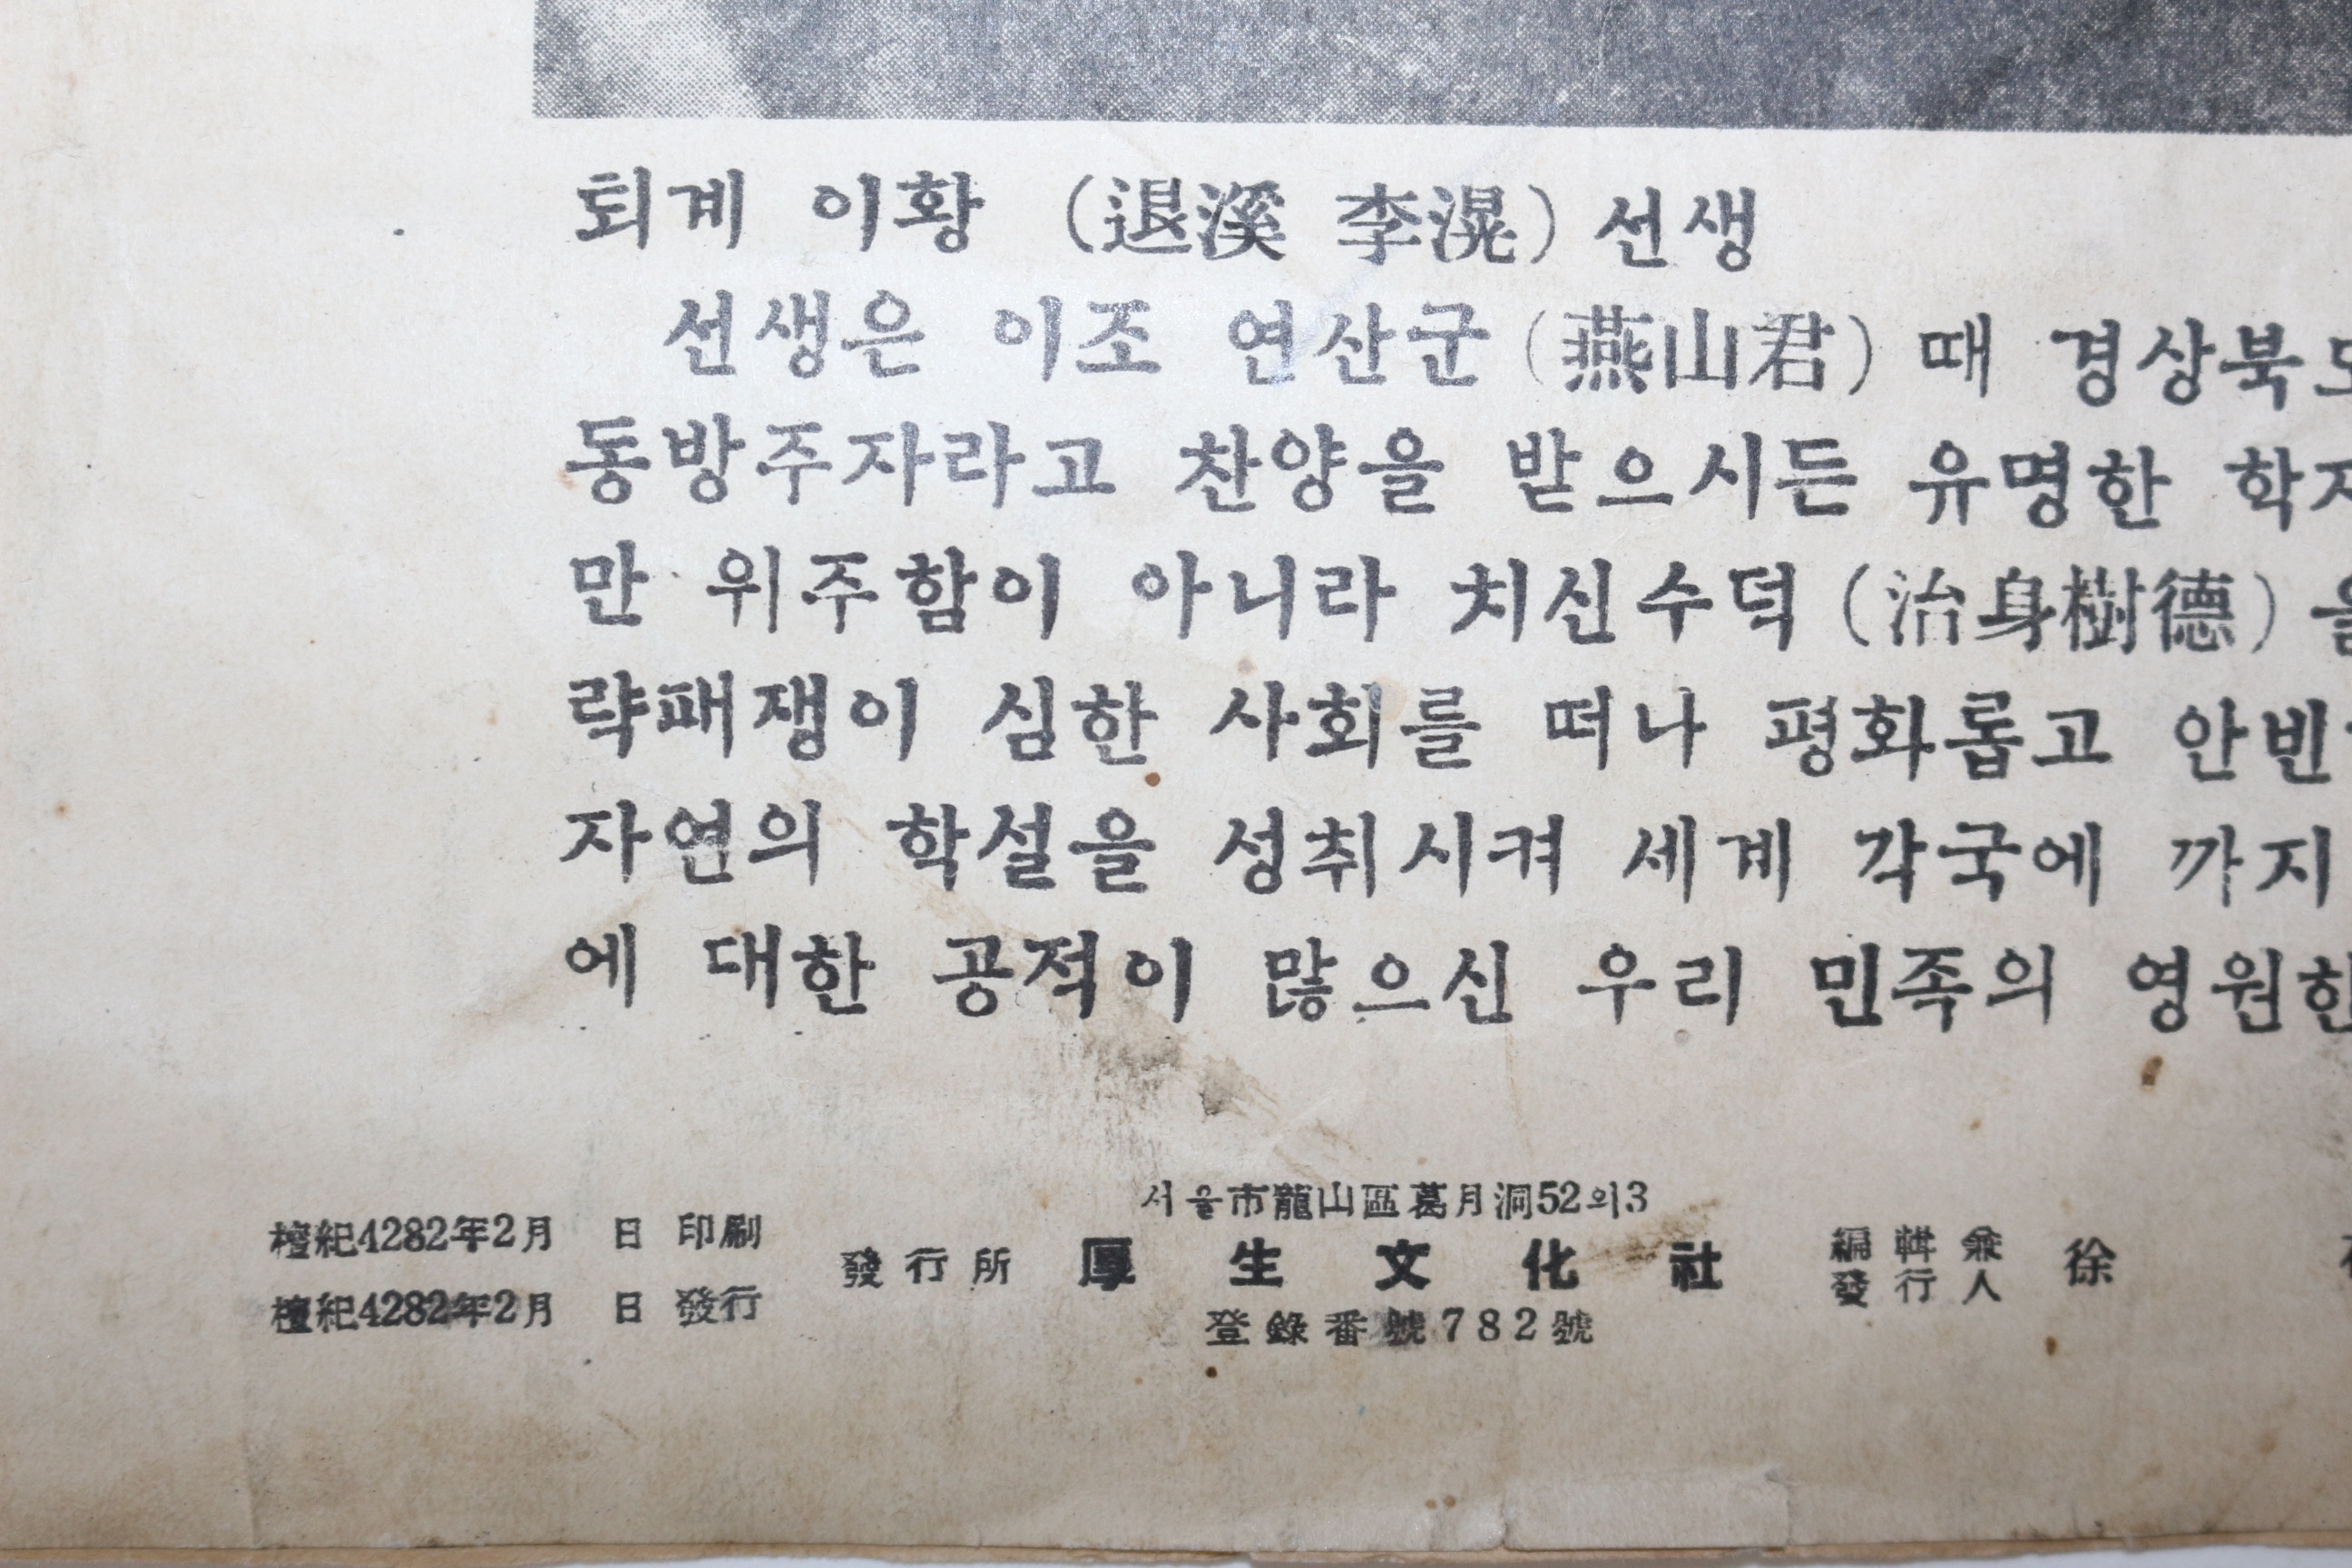 퇴계 이황 (退溪 李滉) 선생
선생은 이조 연산군 (燕山君) 때 경상북도
동방주자라고 찬양을 받으시든 유명한 학자
만 위주함이 아니라 치신수덕 (治身樹德) 을
략패쟁이 심한 사회를 떠나 평화롭고 안빈
자연의 학설을 성취시켜 세계 각국에 까지
에 대한 공적이 많으신 우리 민족의 영원한
檀紀4282年2月 日 印刷
檀紀4282年2月 日 發行
서울市龍山區葛月洞52의3
發行所 厚生文化社
登錄番號782號
編輯兼
發行人 徐